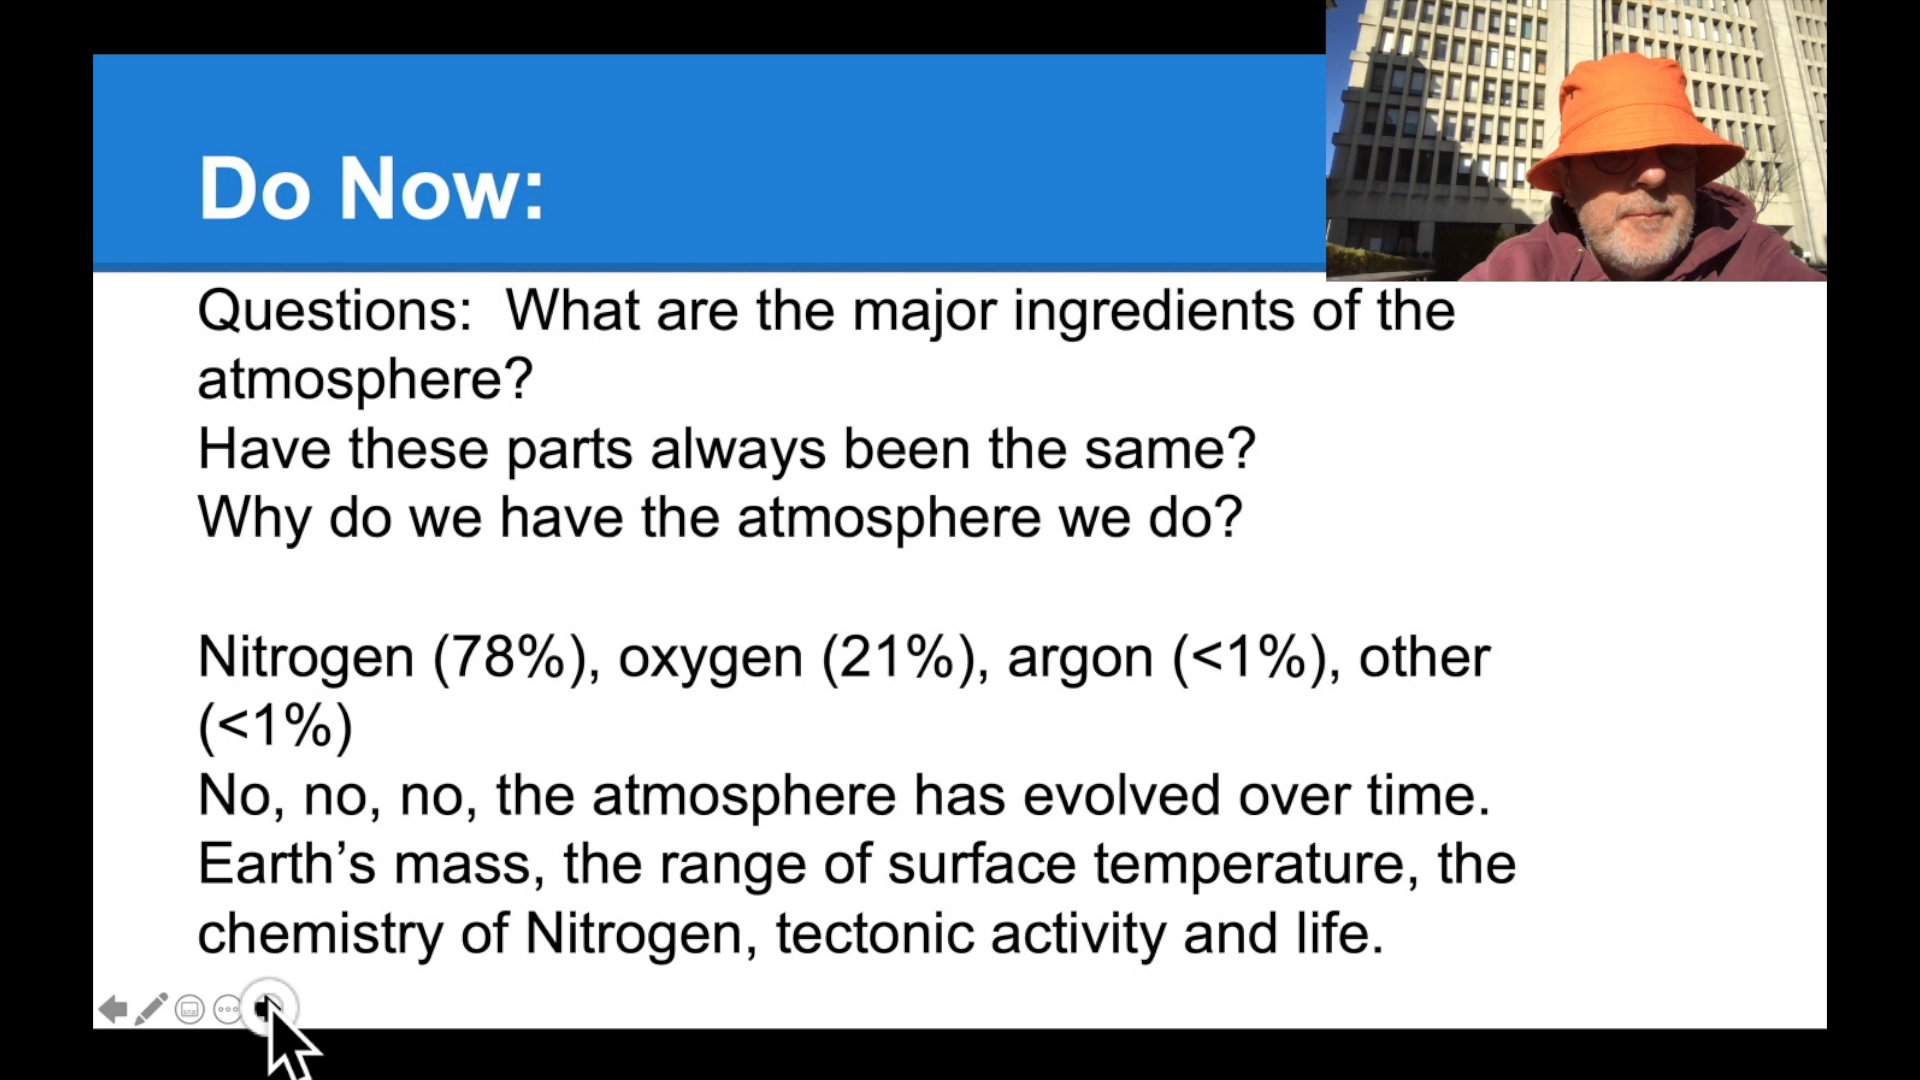 Do Now:
Questions:  What are the major ingredients of the
atmosphere?
Have these parts always been the same?
Why do we have the atmosphere we do?
Nitrogen (78%), oxygen (21%), argon (<1%), other
(<1%)
No, no, no, the atmosphere has evolved over time.
Earth’s mass, the range of surface temperature, the
chemistry of Nitrogen, tectonic activity and life.